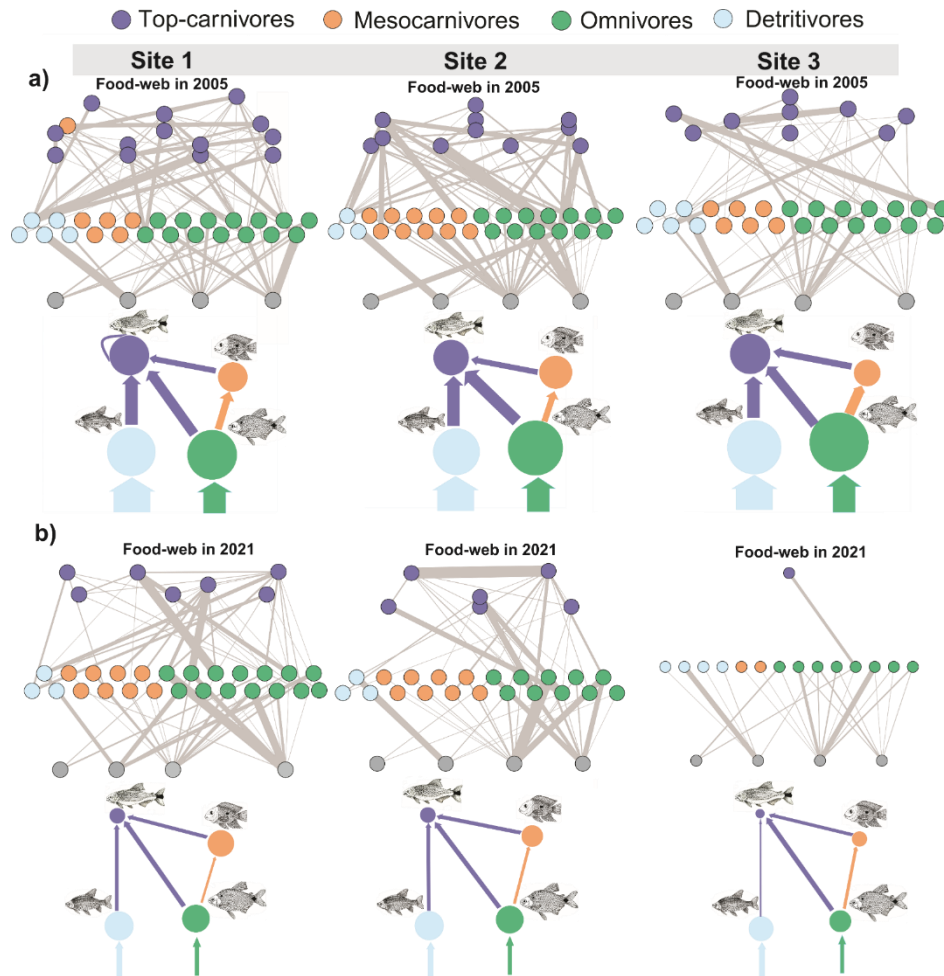 Top-carnivores Mesocarnivores Omnivores Detritivores
Site 1 Site 2 Site 3
a)
Food-web in 2005 Food-web in 2005 Food-web in 2005
b)
Food-web in 2021 Food-web in 2021 Food-web in 2021